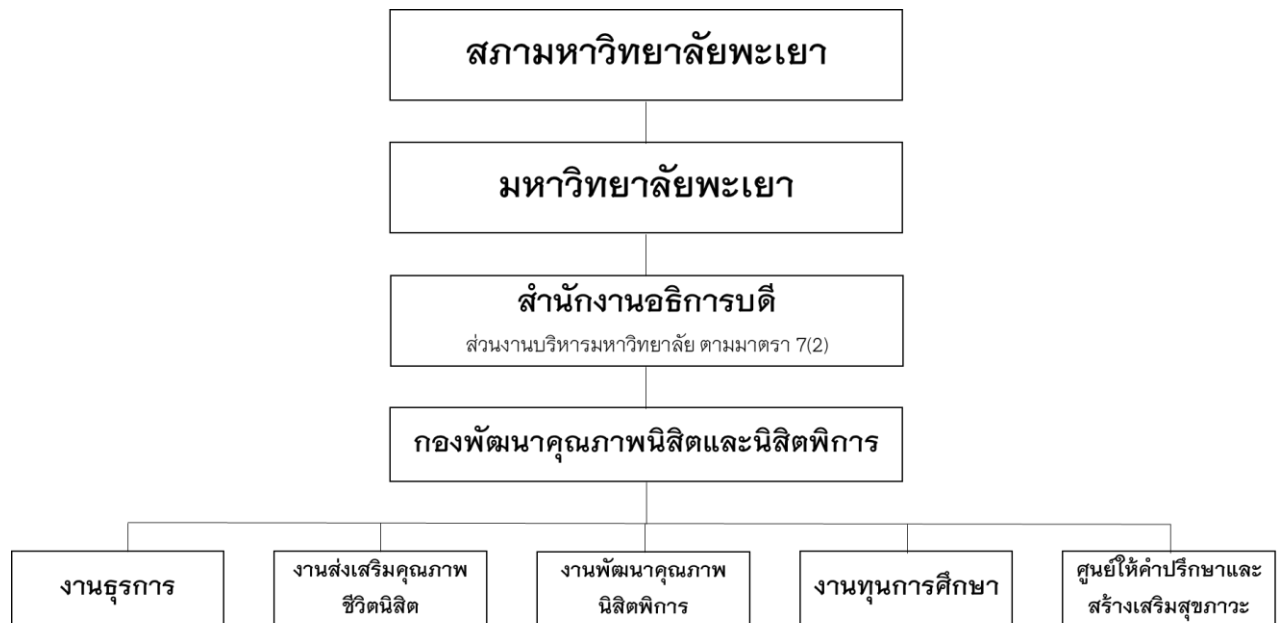 สภามหาวิทยาลัยพะเยา
มหาวิทยาลัยพะเยา
สำนักงานอธิการบดี
ส่วนงานบริหารมหาวิทยาลัย ตามมาตรา 7(2)
กองพัฒนาคุณภาพนิสิตและนิสิตพิการ
งานธุรการ
งานส่งเสริมคุณภาพ
ชีวิตนิสิต
งานพัฒนาคุณภาพ
นิสิตพิการ
งานทุนการศึกษา
ศูนย์ให้คำปรึกษาและ
สร้างเสริมสุขภาวะ